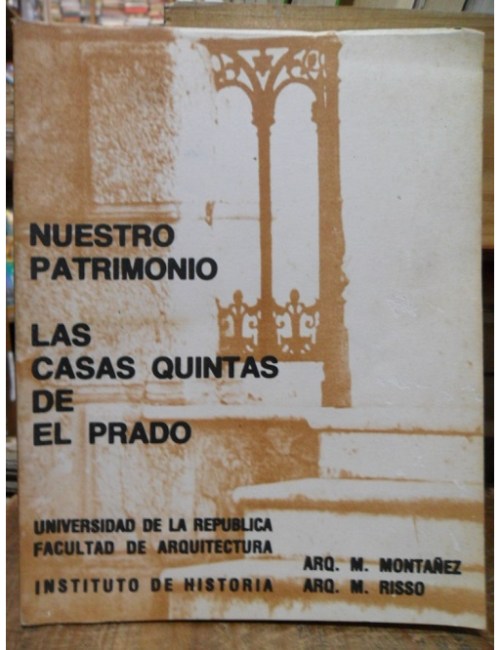 NUESTRO
PATRIMONIO
LAS
CASAS QUINTAS
DE
EL PRADO
UNIVERSIDAD DE LA REPUBLICA
FACULTAD DE ARQUITECTURA
INSTITUTO DE HISTORIA
ARQ. M. MONTAÑEZ
ARQ. M. RISSO